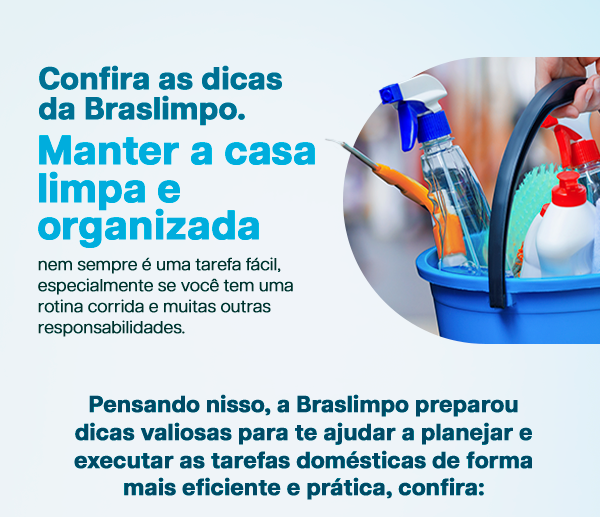 Confira as dicas
da Braslimpo.
Manter a casa
limpa e
organizada
nem sempre é uma tarefa fácil,
especialmente se você tem uma
rotina corrida e muitas outras
responsabilidades.
Pensando nisso, a Braslimpo preparou
dicas valiosas para te ajudar a planejar e
executar as tarefas domésticas de forma
mais eficiente e prática, confira: